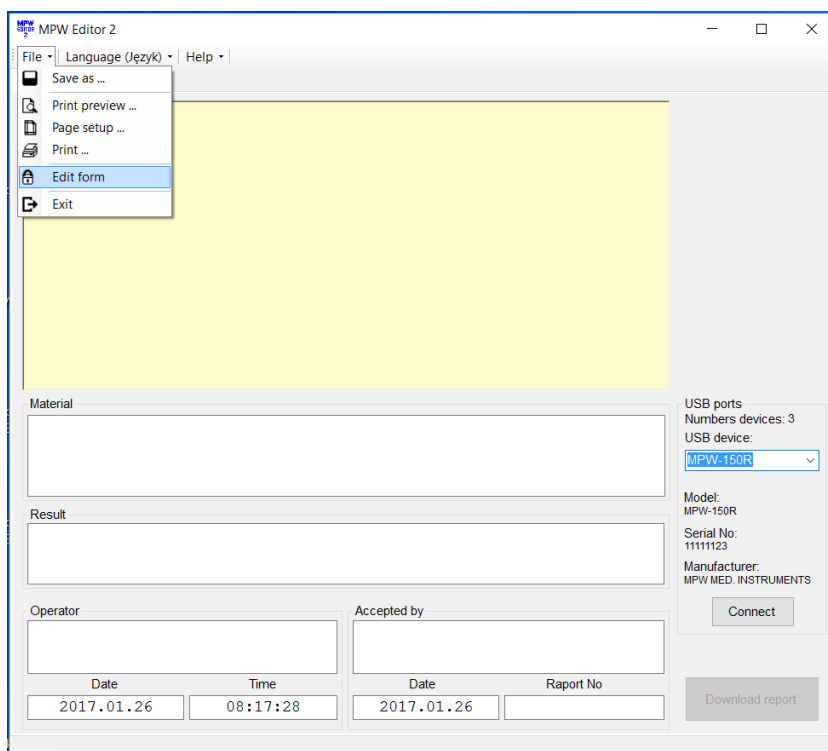 MPW Editor 2
File Language (Język) Help
Save as ...
Print preview ...
Page setup ...
Print ...
Edit form
Exit
Material
Result
Operator
Accepted by
Date Time Date Raport No
2017.01.26 08:17:28 2017.01.26
USB ports
Numbers devices: 3
USB device:
MPW-150R
Model:
MPW-150R
Serial No:
11111123
Manufacturer:
MPW MED. INSTRUMENTS
Connect
Download report